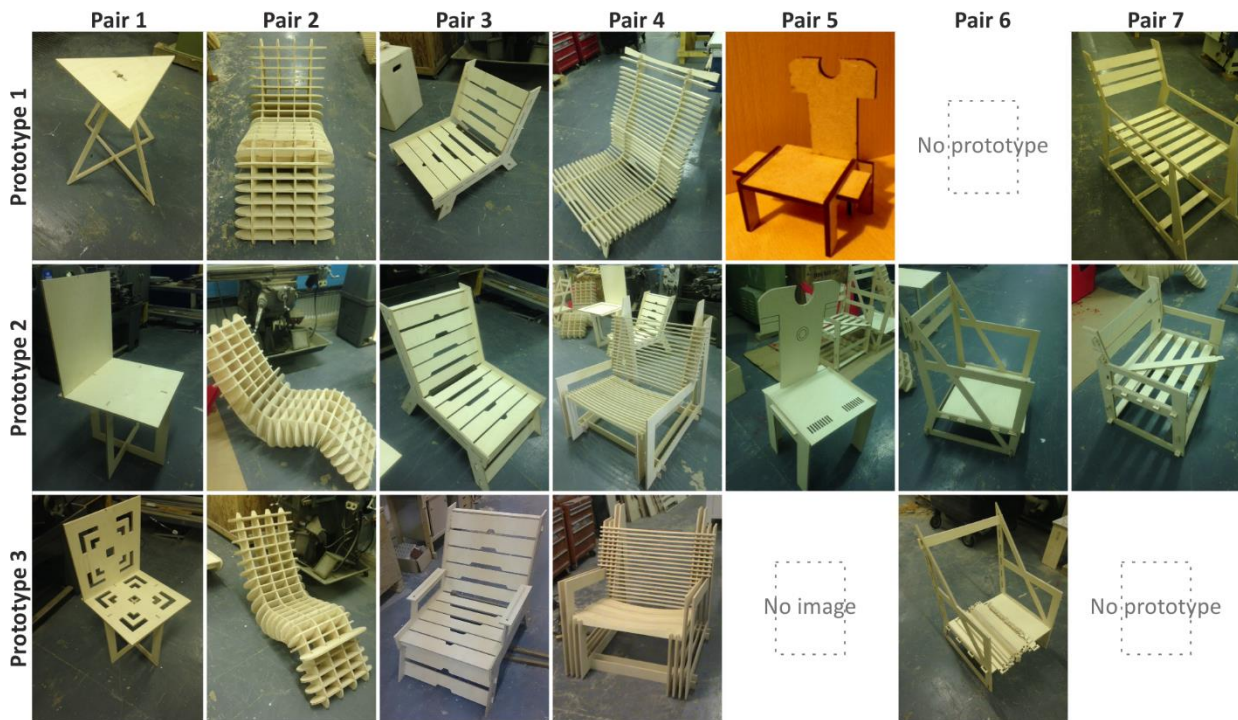 Pair 1 Pair 2 Pair 3 Pair 4 Pair 5 Pair 6 Pair 7
Prototype 1
No prototype
Prototype 2
Prototype 3
No image
No prototype